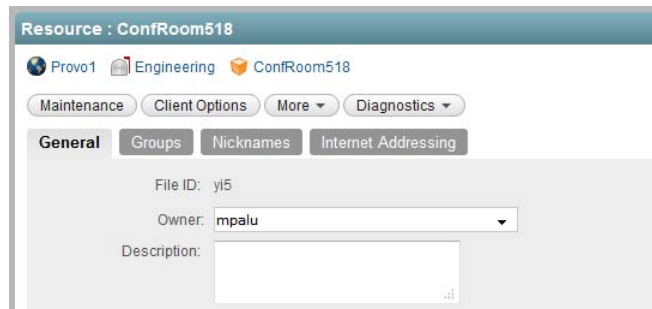 Resource : ConfRoom518
Provo1 Engineering ConfRoom518
Maintenance Client Options More Diagnostics
General Groups Nicknames Internet Addressing
File ID: yi5
Owner: mpalu
Description: